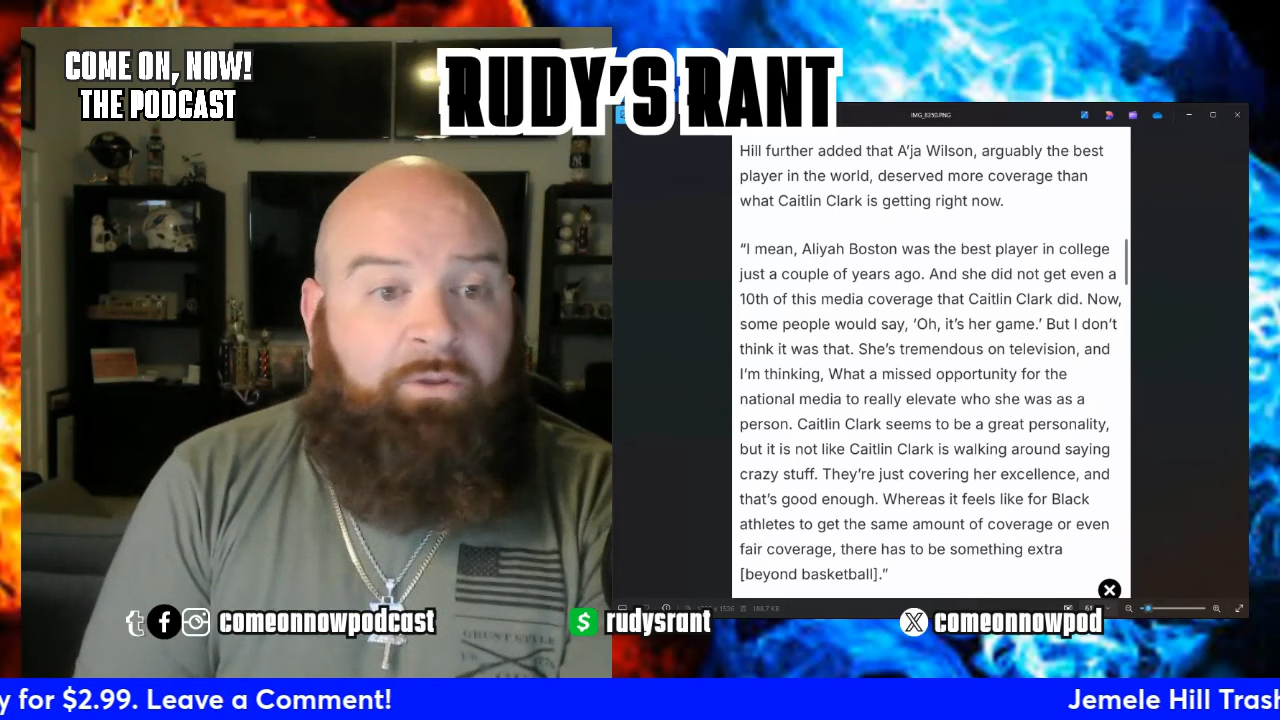 COME ON, NOW!
THE PODCAST
RUDY'S RANT
IMG_8350.PNG
Hill further added that A'ja Wilson, arguably the best
player in the world, deserved more coverage than
what Caitlin Clark is getting right now.
“I mean, Aliyah Boston was the best player in college
just a couple of years ago. And she did not get even a
10th of this media coverage that Caitlin Clark did. Now,
some people would say, ‘Oh, it’s her game.’ But I don’t
think it was that. She’s tremendous on television, and
I’m thinking, What a missed opportunity for the
national media to really elevate who she was as a
person. Caitlin Clark seems to be a great personality,
but it is not like Caitlin Clark is walking around saying
crazy stuff. They’re just covering her excellence, and
that’s good enough. Whereas it feels like for Black
athletes to get the same amount of coverage or even
fair coverage, there has to be something extra
[beyond basketball].”
comeonnowpodcast
$ rudysrant
comeonnowpod
GRUNT STYLE
y for $2.99. Leave a Comment!
Jemele Hill Trash